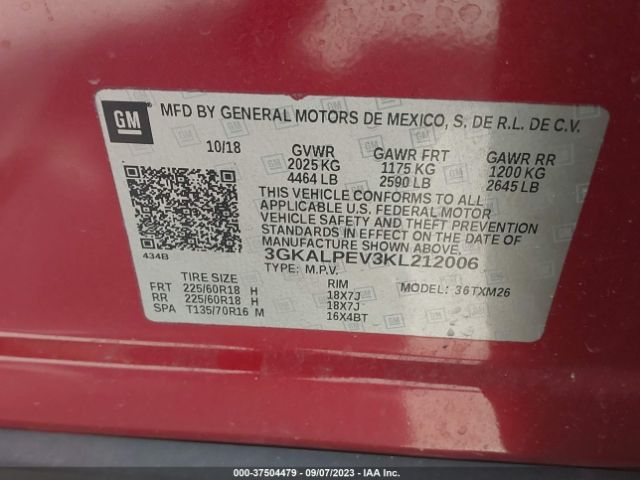 GM
MFD BY GENERAL MOTORS DE MEXICO, S. DE R.L. DE C.V.
10/18
GVWR GAWR FRT GAWR RR
2025 KG 1175 KG 1200 KG
4464 LB 2590 LB 2645 LB
THIS VEHICLE CONFORMS TO ALL
APPLICABLE U.S. FEDERAL MOTOR
VEHICLE SAFETY AND THEFT PREVENTION
STANDARDS IN EFFECT ON THE DATE OF
MANUFACTURE SHOWN ABOVE.
434B
3GKALPEV3KL212006
TYPE: M.P.V. MODEL: 36TXM26
TIRE SIZE RIM
FRT 225/60R18 H 18X7J
RR 225/60R18 H 18X7J
SPA T135/70R16 M 16X4BT
000-37504479 - 09/07/2023 - IAA Inc.